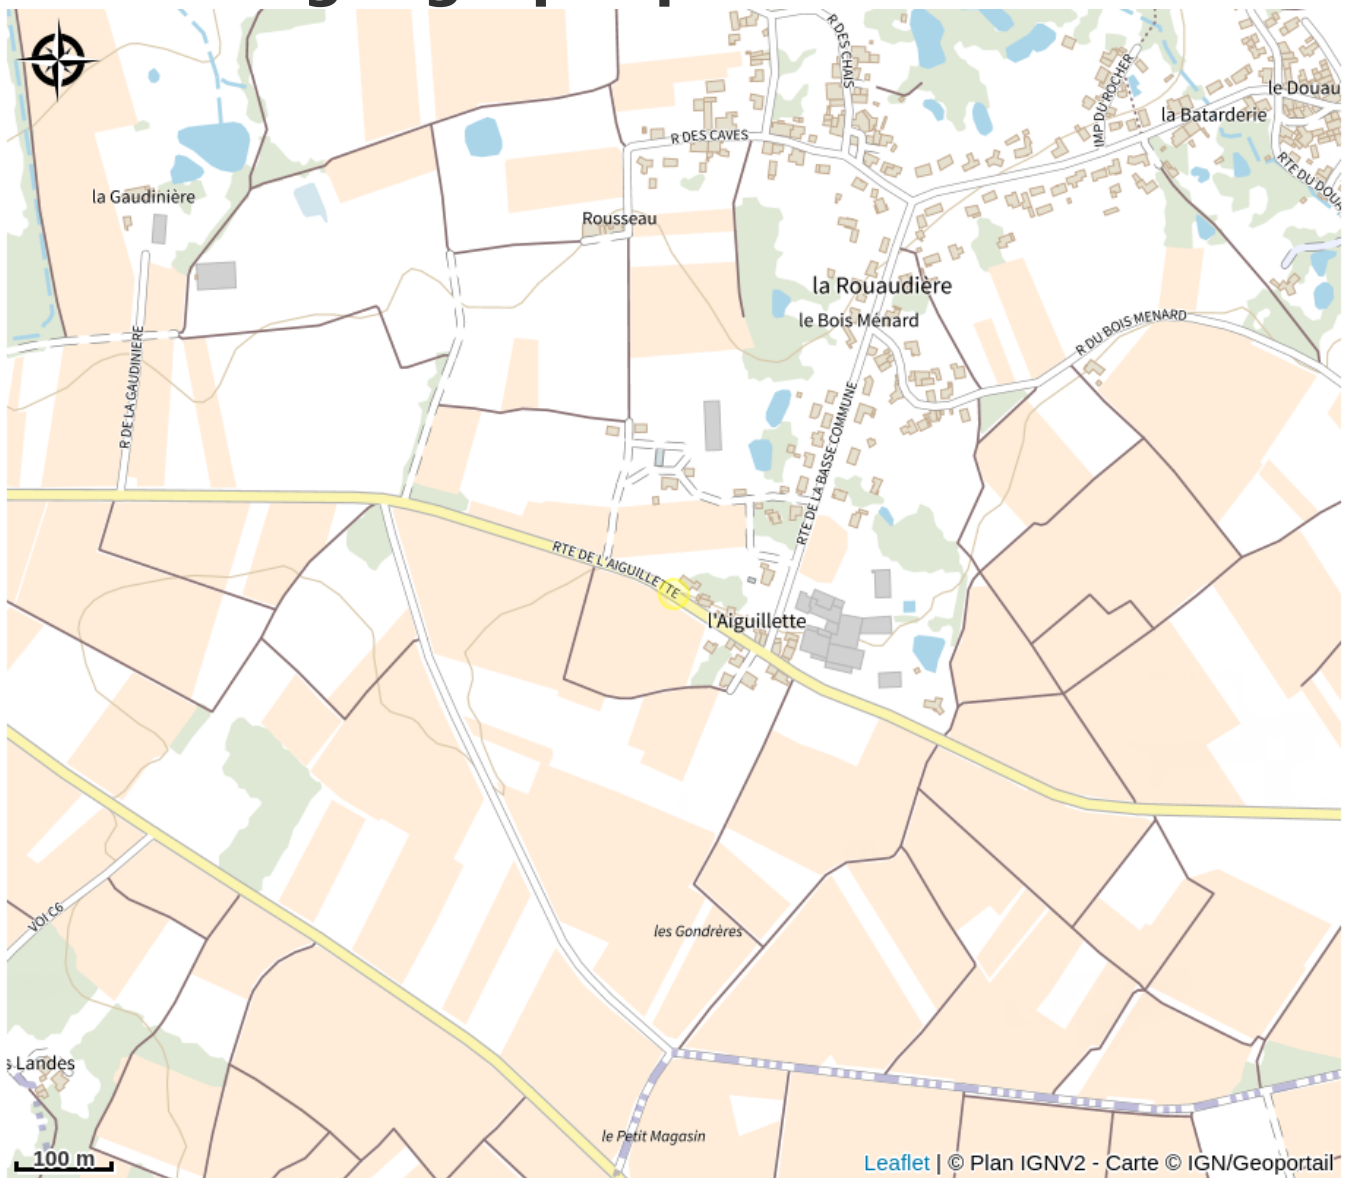 R DES CHAIS
IMP DU ROCHER
le Douau
la Batarderie
R DES CAVES
RTE DU DOUA
la Gaudinière
Rousseau
la Rouaudière
le Bois Ménard
R DU BOIS MENARD
R DE LA GAUDINIERE
RTE DE LA BASSE COMMUNE
RTE DE L'AIGUILLETTE
l'Aiguillette
VOI C6
les Gondrères
s Landes
le Petit Magasin
100 m
Leaflet | © Plan IGNV2 - Carte © IGN/Geoportail